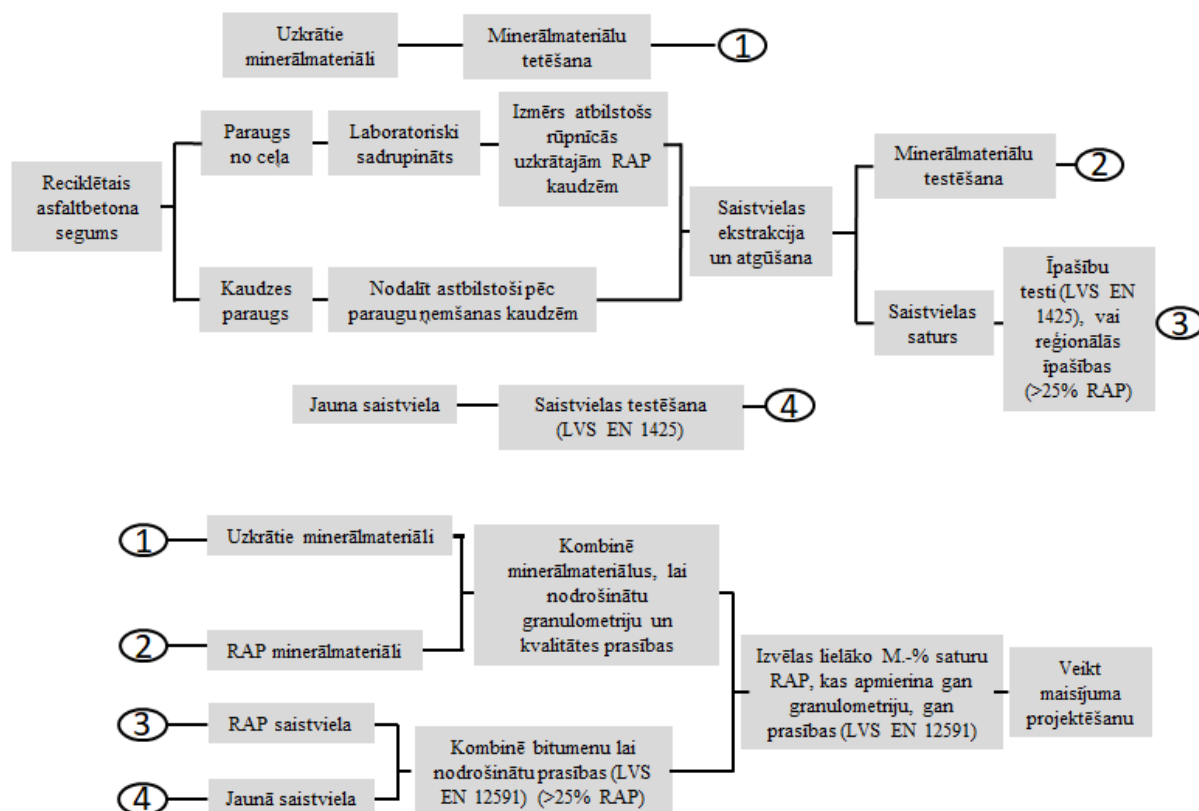 Uzkrātie
minerālmateriāli
Minerālmateriālu
tetēšana
1
Reciklētais
asfaltbetona
segums
Paraugs
no ceļa
Laboratoriski
sadrupināts
Izmērs atbilstošs
rūpnīcās
uzkrātajām RAP
kaudzēm
Kaudzes
paraugs
Nodalīt astbilstoši pēc
paraugu ņemšanas kaudzēm
Saistvielas
ekstrakcija
un atgūšana
Minerālmateriālu
testēšana
2
Saistvielas
saturs
Īpašību
testi (LVS EN
1425), vai
reģionālās
īpašības
(>25% RAP)
3
Jauna saistviela
Saistvielas testēšana
(LVS EN 1425)
4
1
Uzkrātie minerālmateriāli
2
RAP minerālmateriāli
Kombinē
minerālmateriālus, lai
nodrošinātu
granulometriju un
kvalitātes prasības
3
RAP saistviela
4
Jaunā saistviela
Kombinē bitumenu lai
nodrošinātu prasības (LVS
EN 12591) (>25% RAP)
Izvēlas lielāko M.-% saturu
RAP, kas apmierina gan
granulometriju, gan
prasības (LVS EN 12591)
Veikt
maisījuma
projektēšanu